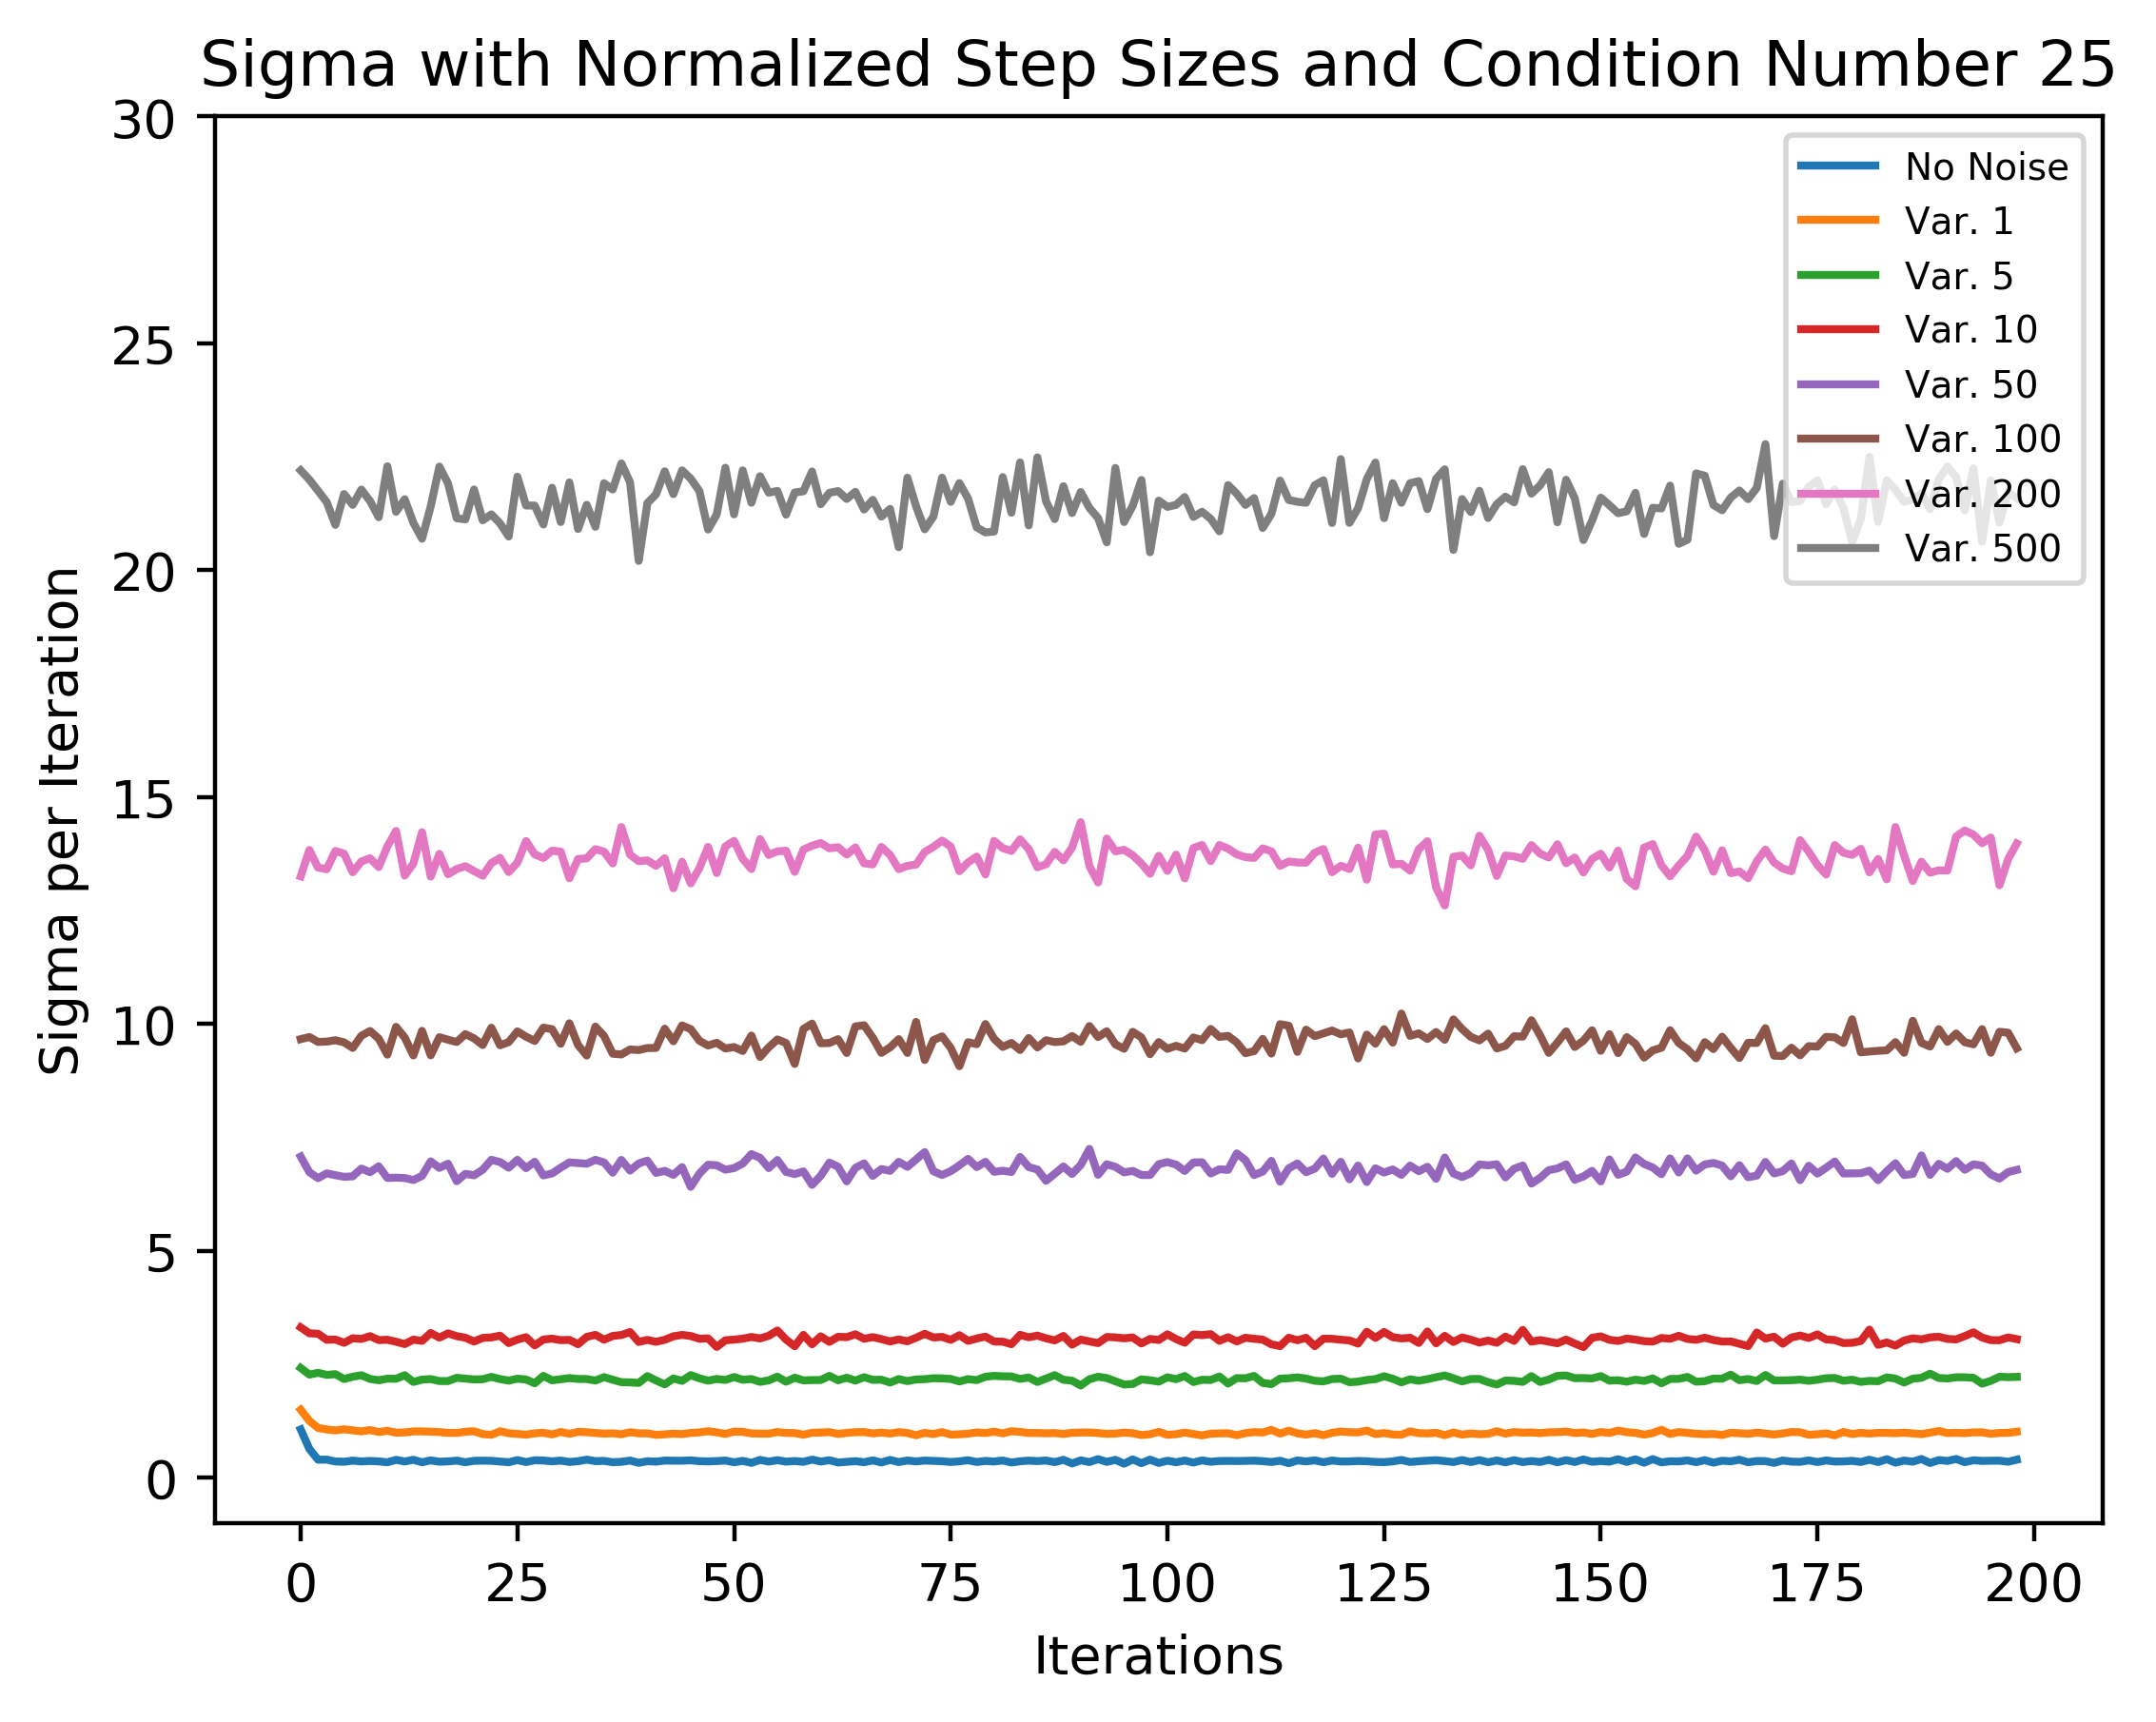 Sigma with Normalized Step Sizes and Condition Number 25
30
25
20
15
10
5
0
Sigma per Iteration
No Noise
Var. 1
Var. 5
Var. 10
Var. 50
Var. 100
Var. 200
Var. 500
0 25 50 75 100 125 150 175 200
Iterations